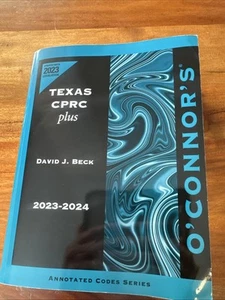 2023
TEXAS
CPRC
plus
DAVID J. BECK
2023-2024
O'CONNOR'S®
ANNOTATED CODES SERIES